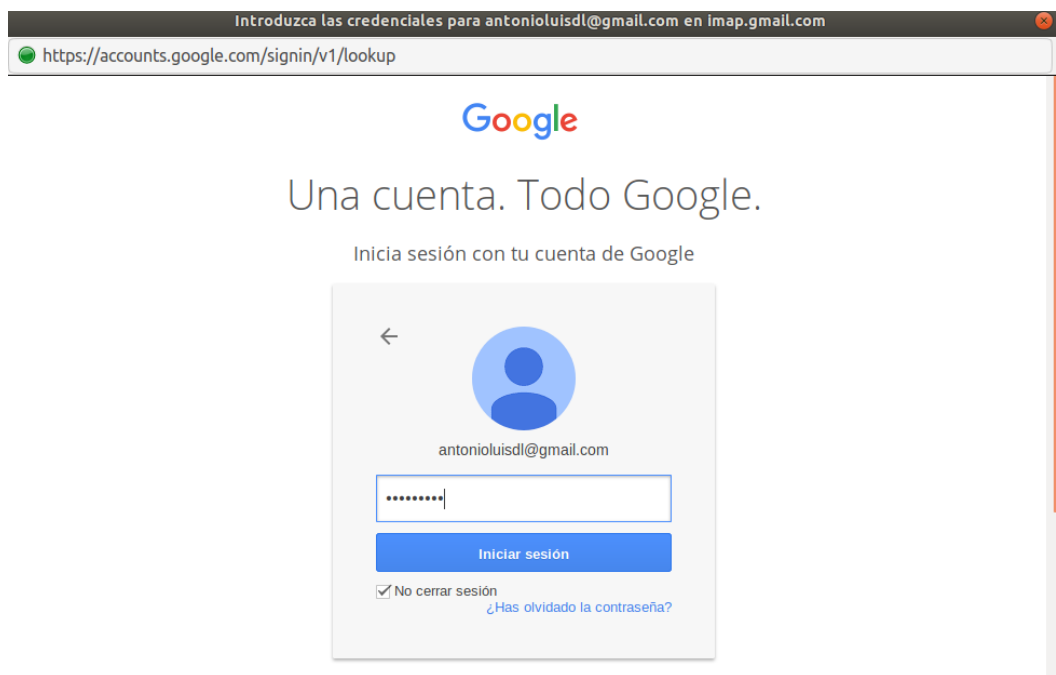 Introduzca las credenciales para antonioluisdl@gmail.com en imap.gmail.com
https://accounts.google.com/signin/v1/lookup
Google
Una cuenta. Todo Google.
Inicia sesión con tu cuenta de Google
antonioluisdl@gmail.com
•••••••••
Iniciar sesión
No cerrar sesión
¿Has olvidado la contraseña?